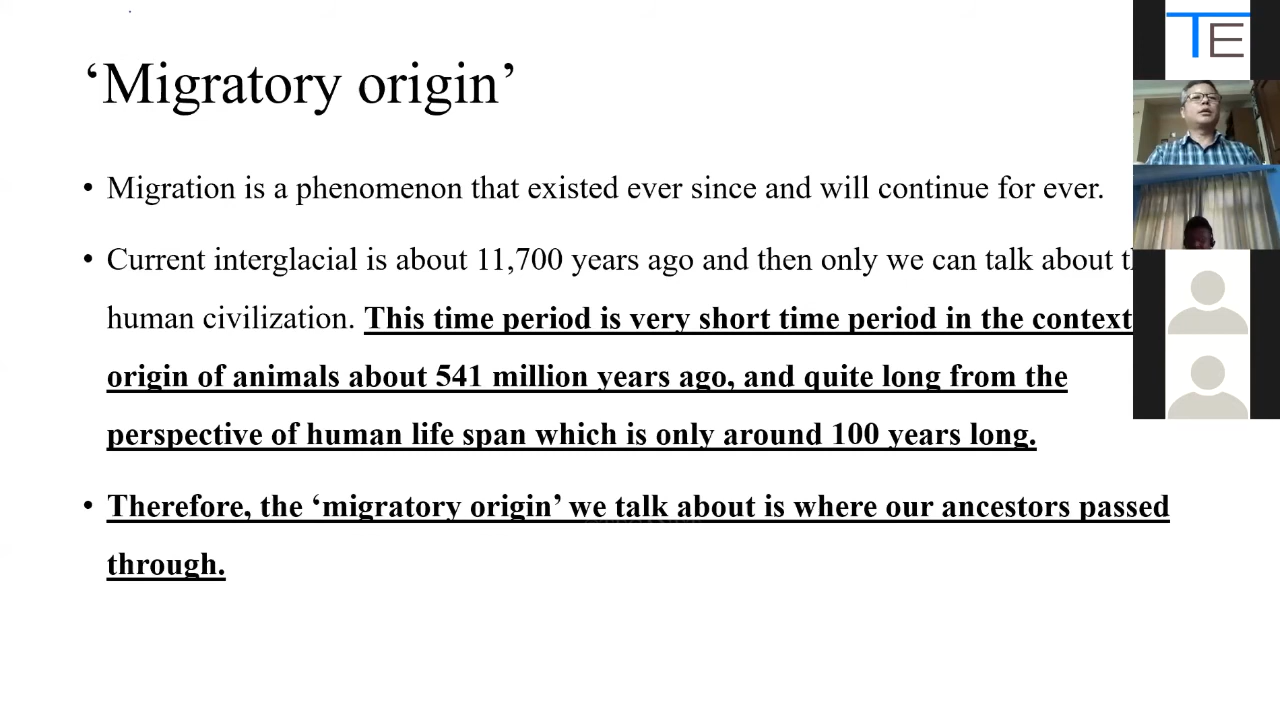 ‘Migratory origin’
• Migration is a phenomenon that existed ever since and will continue for ever.
• Current interglacial is about 11,700 years ago and then only we can talk about
human civilization. This time period is very short time period in the context
origin of animals about 541 million years ago, and quite long from the
perspective of human life span which is only around 100 years long.
• Therefore, the ‘migratory origin’ we talk about is where our ancestors passed
through.
TE